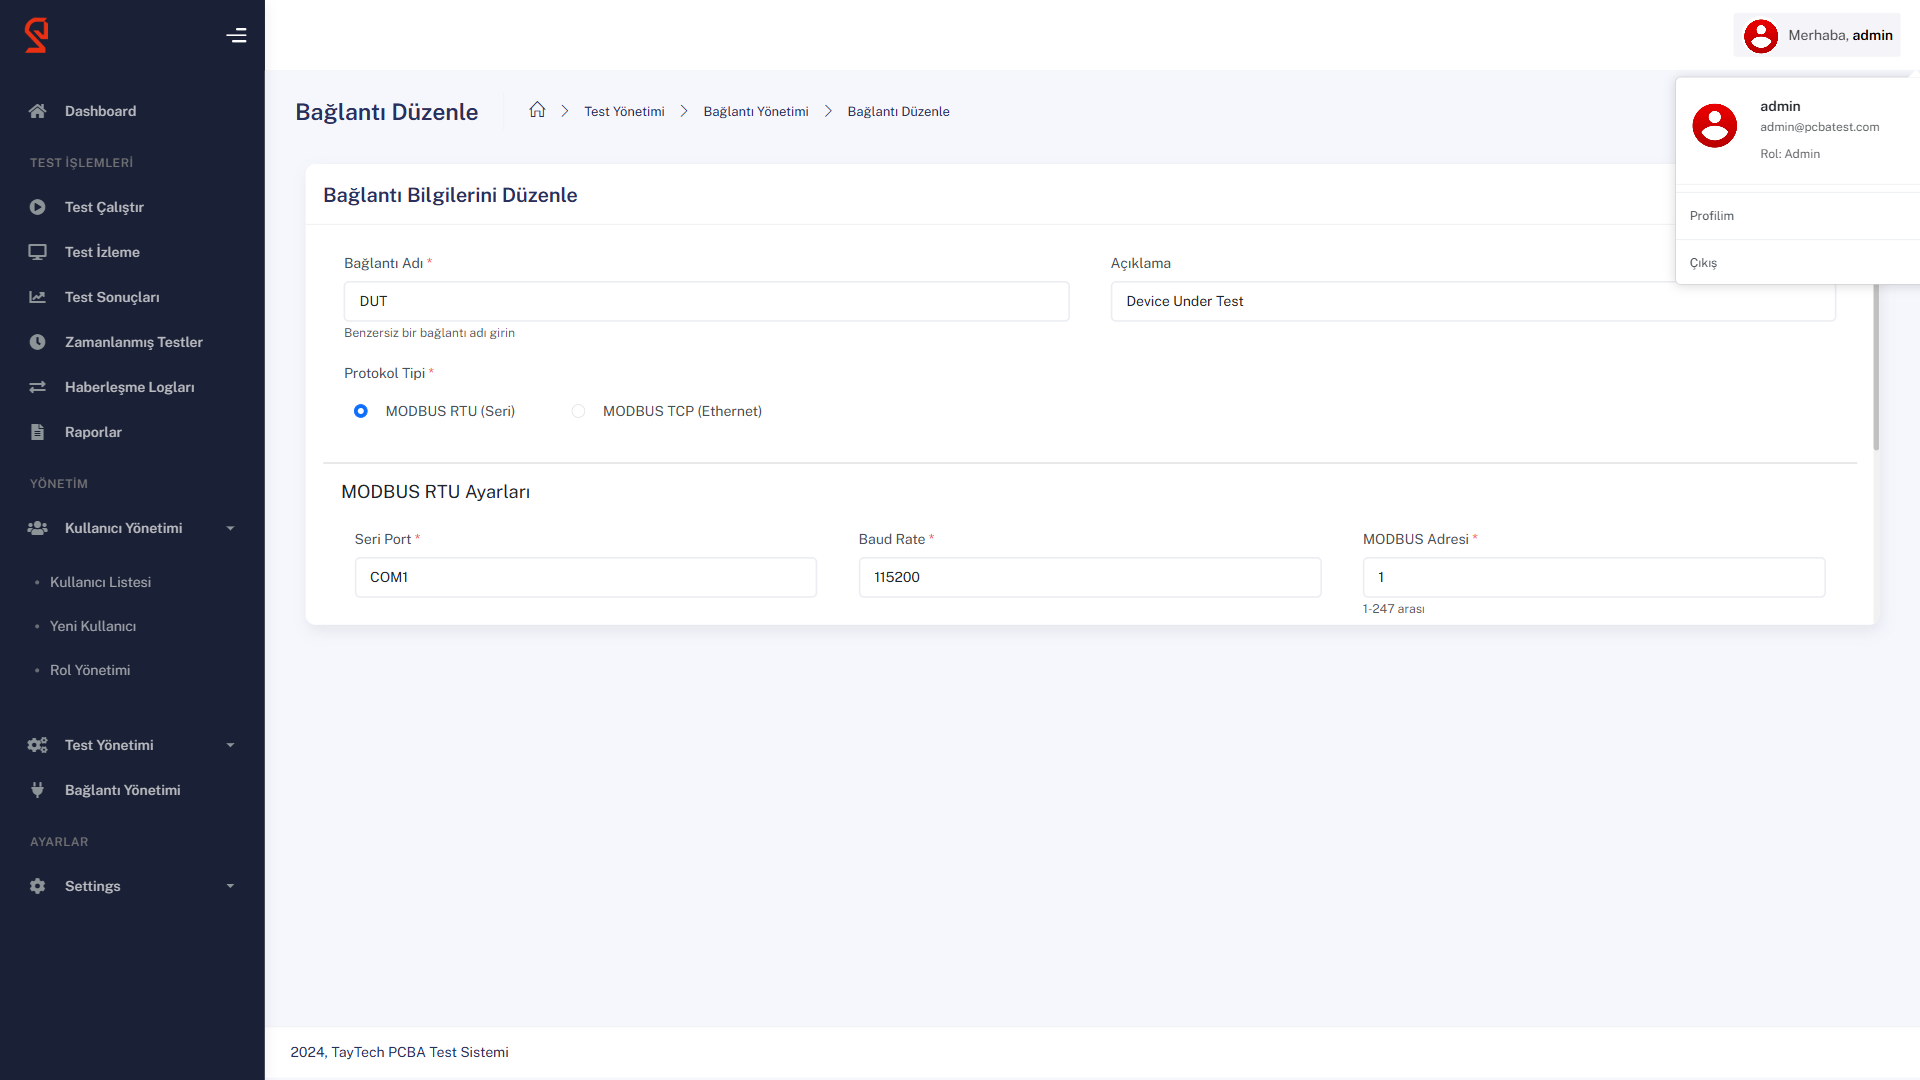 Merhaba, admin
Dashboard
TEST İŞLEMLERİ
Test Çalıştır
Test İzleme
Test Sonuçları
Zamanlanmış Testler
Haberleşme Logları
Raporlar
YÖNETİM
Kullanıcı Yönetimi
Kullanıcı Listesi
Yeni Kullanıcı
Rol Yönetimi
Test Yönetimi
Bağlantı Yönetimi
AYARLAR
Settings
Bağlantı Düzenle
Test Yönetimi
Bağlantı Yönetimi
Bağlantı Düzenle
admin
admin@pcbatest.com
Rol: Admin
Profilim
Çıkış
Bağlantı Bilgilerini Düzenle
Bağlantı Adı *
DUT
Benzersiz bir bağlantı adı girin
Açıklama
Device Under Test
Protokol Tipi *
MODBUS RTU (Seri)
MODBUS TCP (Ethernet)
MODBUS RTU Ayarları
Seri Port *
COM1
Baud Rate *
115200
MODBUS Adresi *
1
1-247 arası
2024, TayTech PCBA Test Sistemi